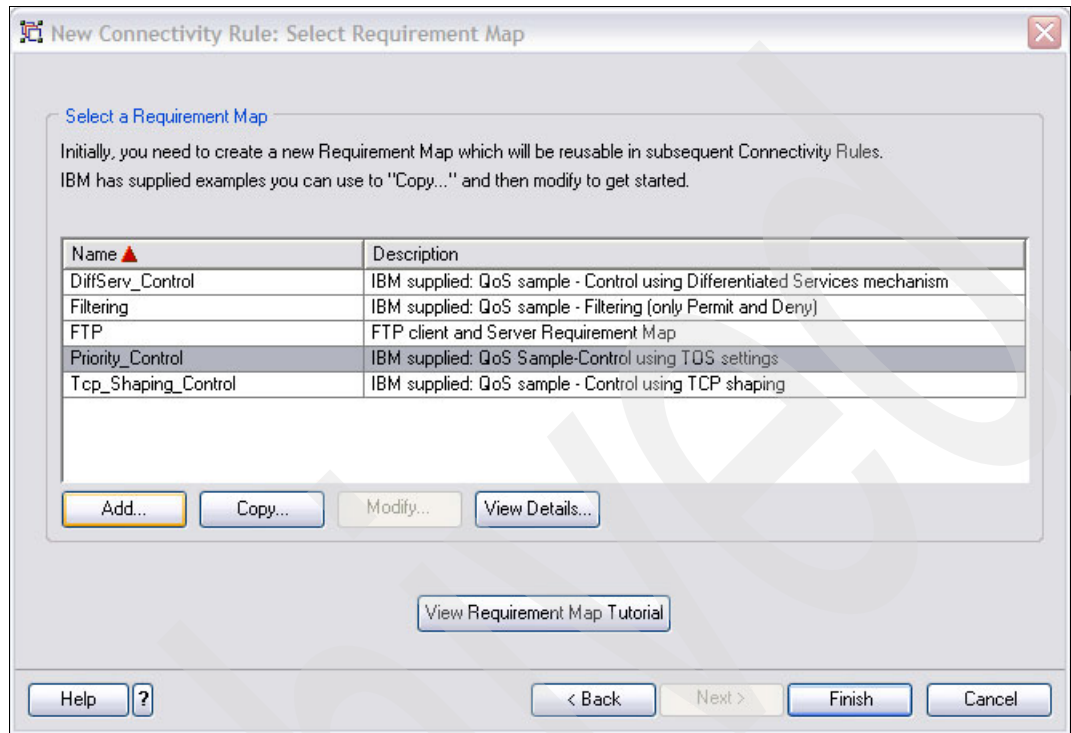 New Connectivity Rule: Select Requirement Map
Select a Requirement Map
Initially, you need to create a new Requirement Map which will be reusable in subsequent Connectivity Rules.
IBM has supplied examples you can use to "Copy..." and then modify to get started.
Name Description
DiffServ_Control IBM supplied: QoS sample - Control using Differentiated Services mechanism
Filtering IBM supplied: QoS sample - Filtering (only Permit and Deny)
FTP FTP client and Server Requirement Map
Priority_Control IBM supplied: QoS Sample-Control using TOS settings
Tcp_Shaping_Control IBM supplied: QoS sample - Control using TCP shaping
Add... Copy... Modify... View Details...
View Requirement Map Tutorial
Help ? < Back Next > Finish Cancel